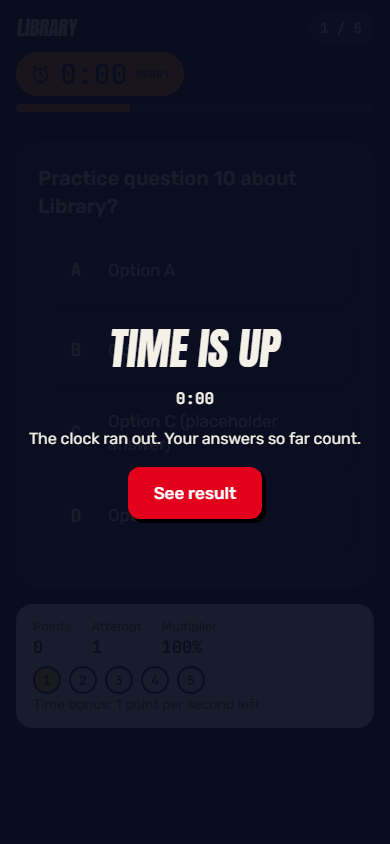 LIBRARY
1 / 5
0:00 HURRY
Practice question 10 about
Library?
A
Option A
B
TIME IS UP
0:00
Option C (placeholder
answer)
The clock ran out. Your answers so far count.
See result
D
Points Attempt Multiplier
0 1 100%
1 2 3 4 5
Time bonus: 1 point per second left